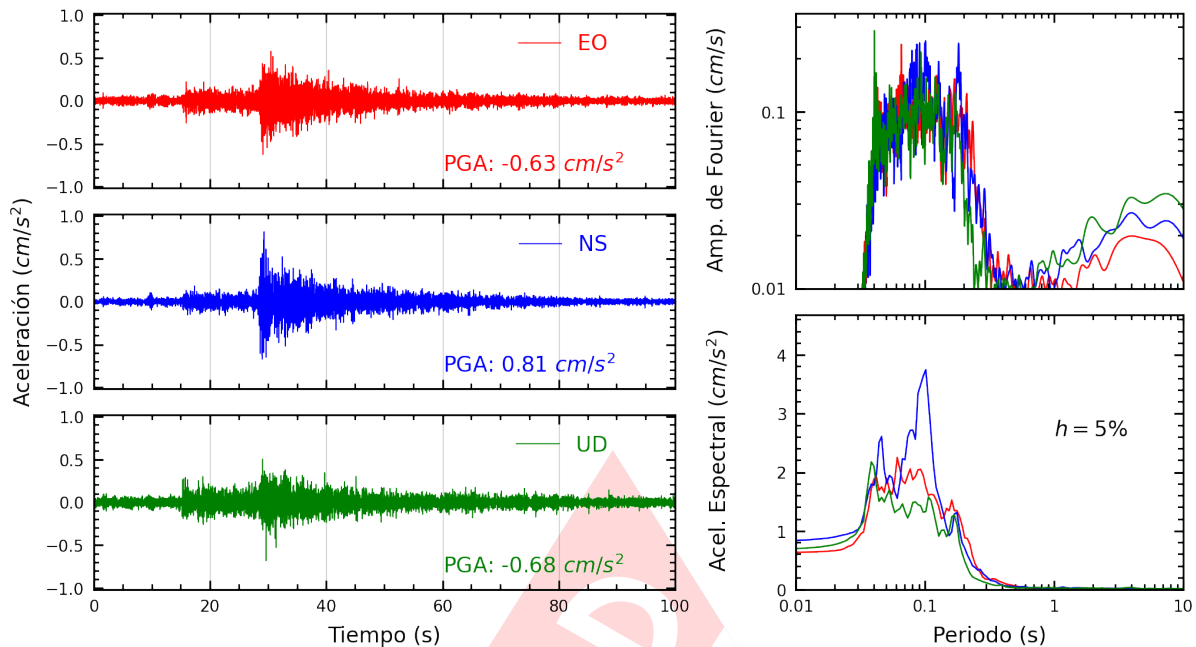 Aceleración (cm/s²)
1.0
0.5
0.0
−0.5
−1.0
EO
PGA: -0.63 cm/s²
1.0
0.5
0.0
−0.5
−1.0
NS
PGA: 0.81 cm/s²
1.0
0.5
0.0
−0.5
−1.0
UD
PGA: -0.68 cm/s²
0 20 40 60 80 100
Tiempo (s)
Amp. de Fourier (cm/s)
0.1
0.01
Acel. Espectral (cm/s²)
4
3
2
1
0
h = 5%
0.01 0.1 1 10
Periodo (s)